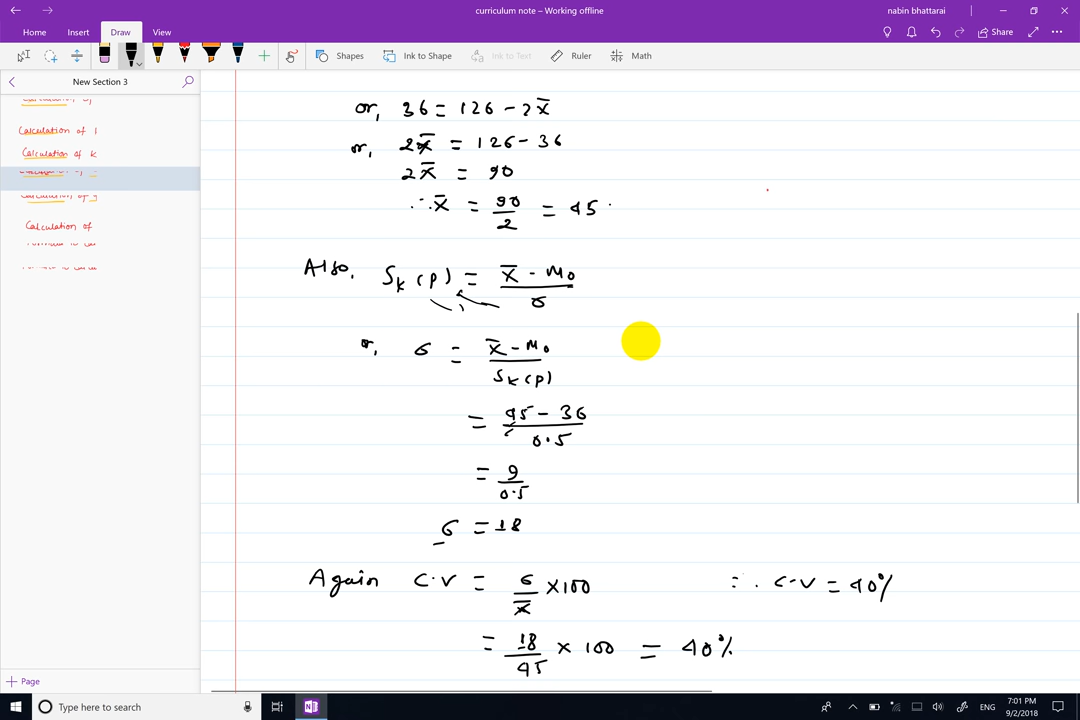 curriculum note – Working offline
nabin bhattarai
Home Insert Draw View
Share
Shapes Ink to Shape Ink to Text Ruler Math
New Section 3
Calculation of
Calculation of k
Calculation of
or, 36 = 126 - 2x̄
or, 2x̄ = 126 - 36
2x̄ = 90
∴ x̄ = 90/2 = 45
Also, Sk(p) = (x̄ - Mo)/σ
or, σ = (x̄ - Mo)/Sk(p)
= (45 - 36)/0.5
= 9/0.5
σ = 18
Again C.V = σ/x̄ × 100 ∴ C.V = 40%
= 18/45 × 100 = 40%
+ Page
Type here to search
ENG
7:01 PM
9/2/2018